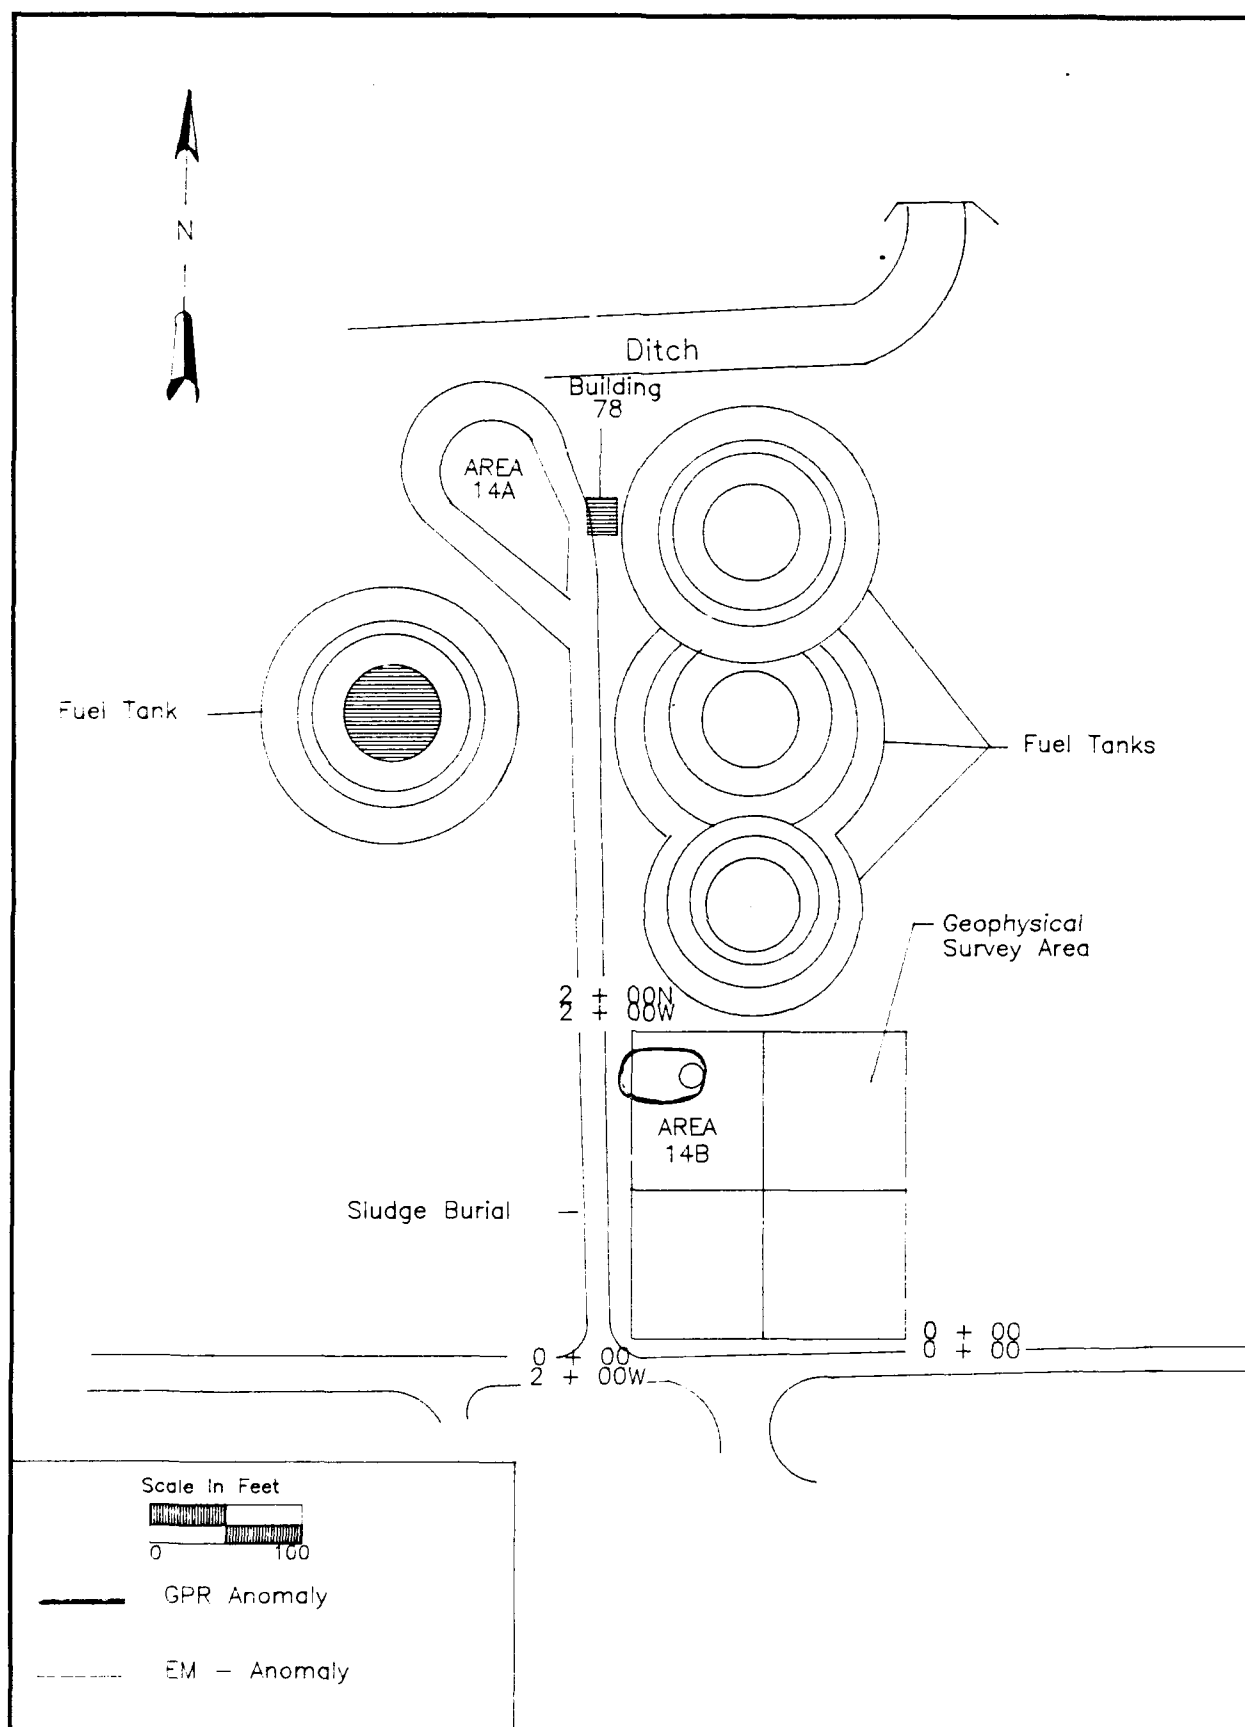 N
Ditch
Building
78
AREA
14A
Fuel Tank
Fuel Tanks
Geophysical
Survey Area
2 + 00N
2 + 00W
AREA
14B
Sludge Burial
0 + 00
0 + 00
0 + 00
2 + 00W
Scale In Feet
0 100
GPR Anomaly
EM - Anomaly